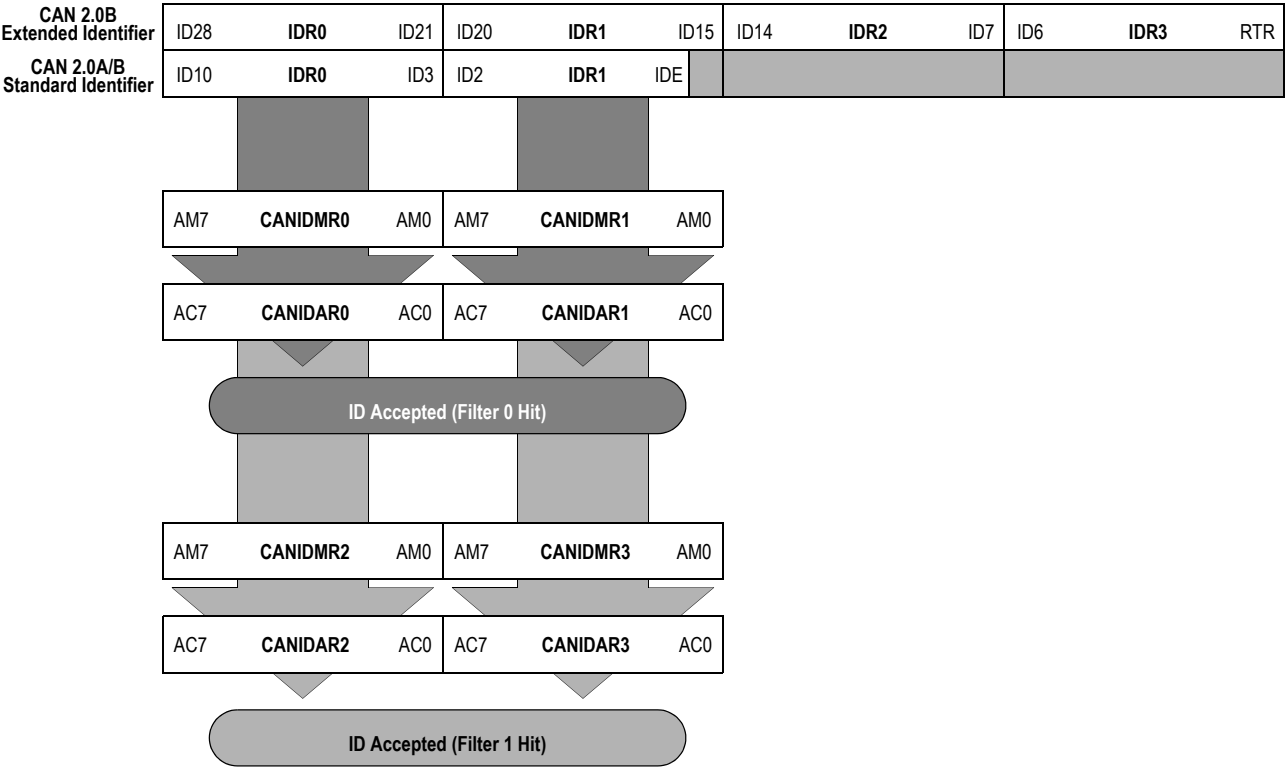 CAN 2.0B
Extended Identifier
ID28 IDR0 ID21 ID20 IDR1 ID15 ID14 IDR2 ID7 ID6 IDR3 RTR
CAN 2.0A/B
Standard Identifier
ID10 IDR0 ID3 ID2 IDR1 IDE
AM7 CANIDMR0 AM0 AM7 CANIDMR1 AM0
AC7 CANIDAR0 AC0 AC7 CANIDAR1 AC0
ID Accepted (Filter 0 Hit)
AM7 CANIDMR2 AM0 AM7 CANIDMR3 AM0
AC7 CANIDAR2 AC0 AC7 CANIDAR3 AC0
ID Accepted (Filter 1 Hit)